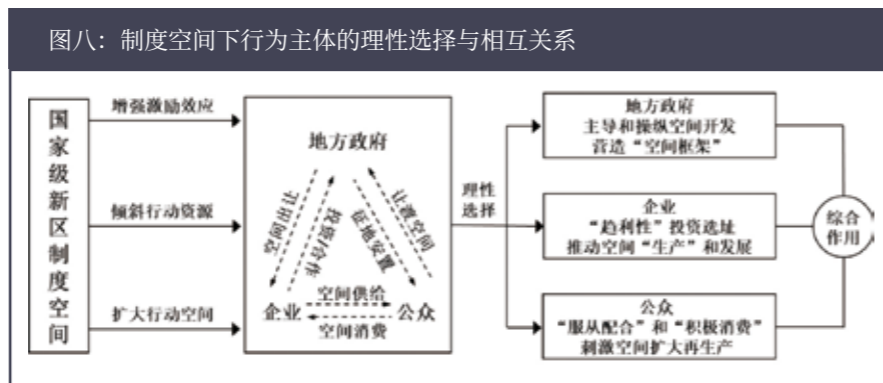 图八：制度空间下行为主体的理性选择与相互关系
国家级新区制度空间
增强激励效应
倾斜行动资源
扩大行动空间
地方政府
空间出让
投资合作
征地安置
让渡空间
企业
空间供给
空间消费
公众
理性
选择
地方政府
主导和操纵空间开发
营造“空间框架”
企业
“趋利性”投资选址
推动空间“生产”和发展
公众
“服从配合”和“积极消费”
刺激空间扩大再生产
综合
作用